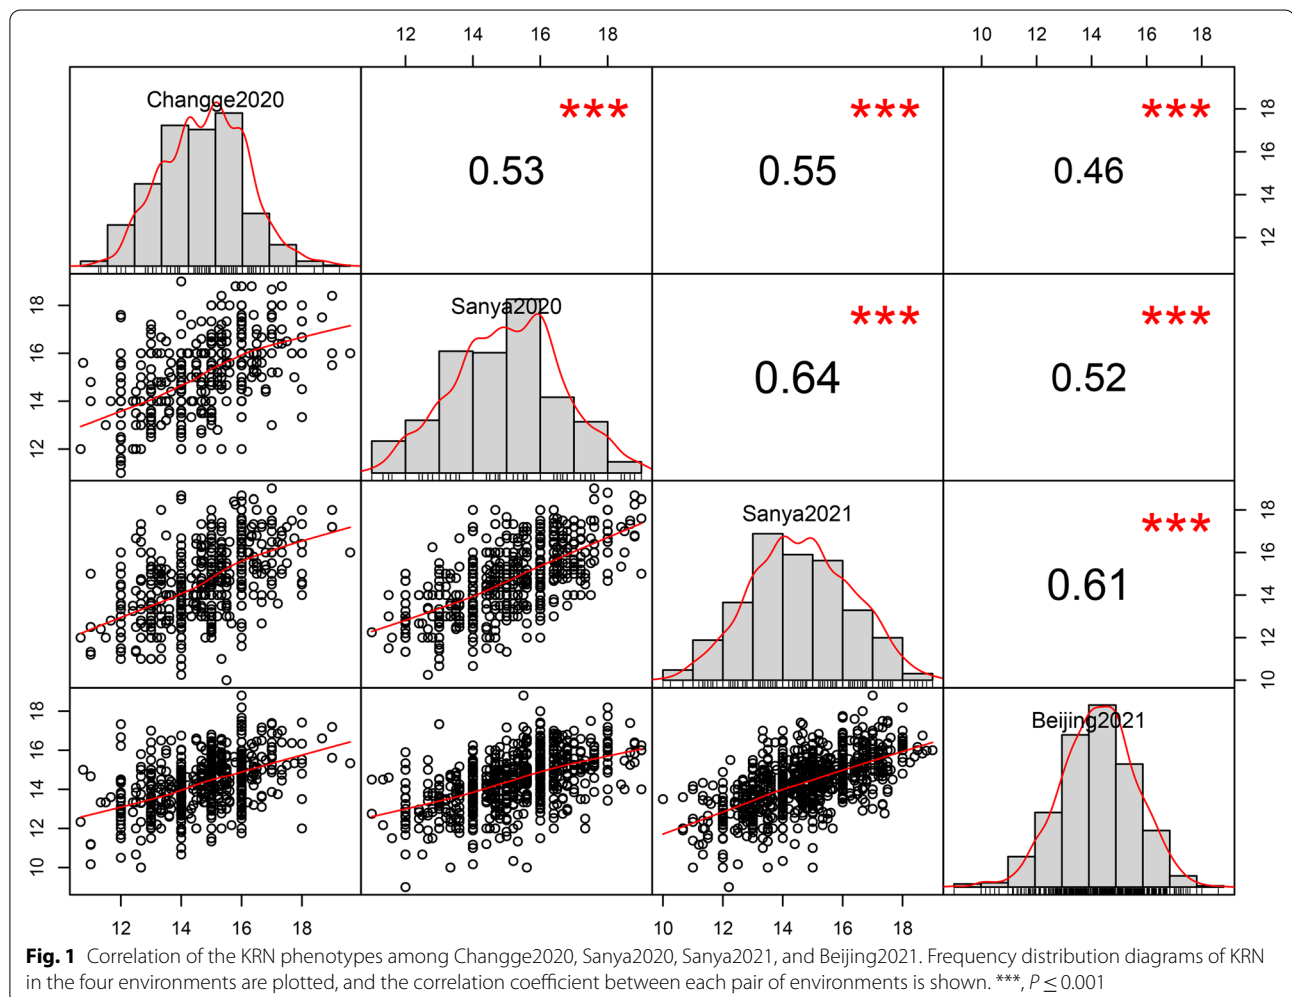 12 14 16 18 10 12 14 16 18
Changge2020 *** *** *** 18
0.53 0.55 0.46 16
14
12
Sanya2020 *** ***
18
16 0.64 0.52
14
12
Sanya2021 *** 18
0.61 16
14
12
10
Beijing2021
18
16
14
12
10
12 14 16 18 10 12 14 16 18
Fig. 1 Correlation of the KRN phenotypes among Changge2020, Sanya2020, Sanya2021, and Beijing2021. Frequency distribution diagrams of KRN
in the four environments are plotted, and the correlation coefficient between each pair of environments is shown. ***, P ≤ 0.001